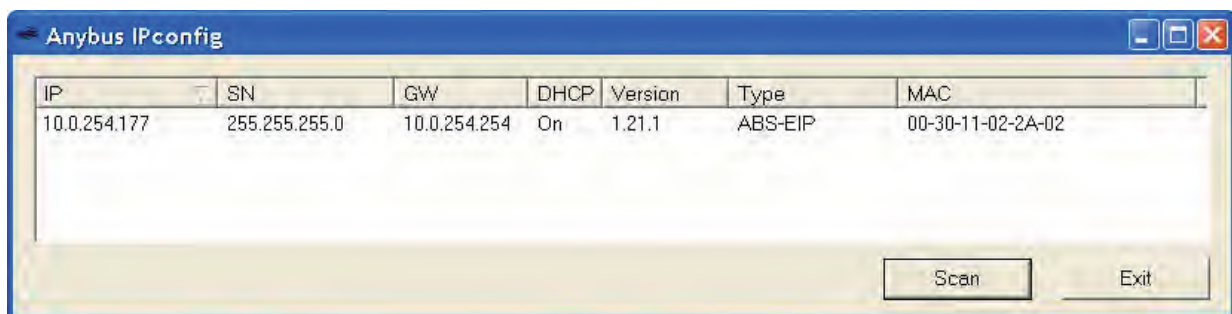 Anybus IPconfig
IP SN GW DHCP Version Type MAC
10.0.254.177 255.255.255.0 10.0.254.254 On 1.21.1 ABS-EIP 00-30-11-02-2A-02
Scan Exit